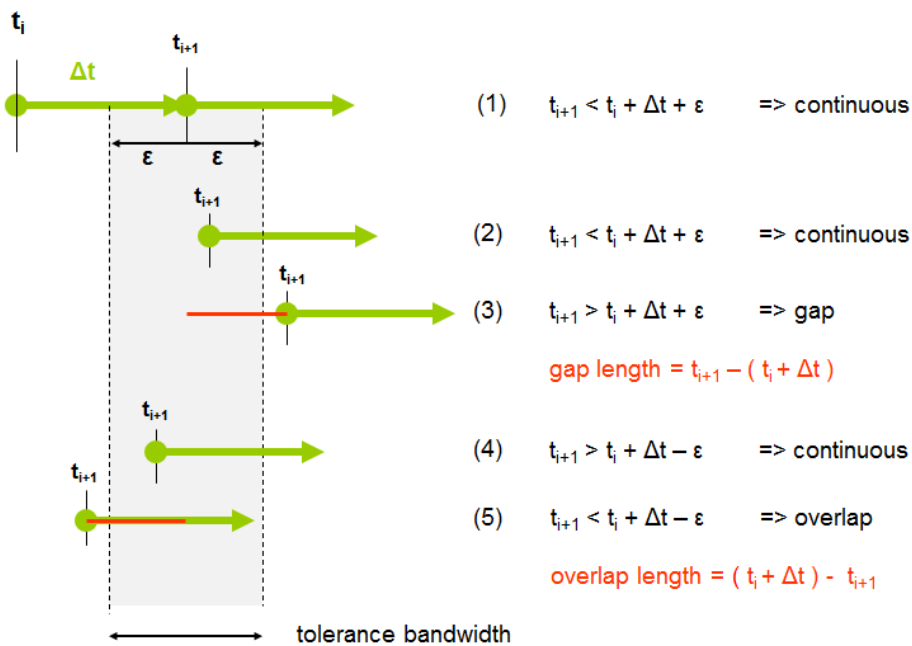 tᵢ
tᵢ₊₁
Δt
(1) tᵢ₊₁ < tᵢ + Δt + ε => continuous
ε ε
tᵢ₊₁
(2) tᵢ₊₁ < tᵢ + Δt + ε => continuous
tᵢ₊₁
(3) tᵢ₊₁ > tᵢ + Δt + ε => gap
gap length = tᵢ₊₁ – ( tᵢ + Δt )
tᵢ₊₁
(4) tᵢ₊₁ > tᵢ + Δt – ε => continuous
tᵢ₊₁
(5) tᵢ₊₁ < tᵢ + Δt – ε => overlap
overlap length = ( tᵢ + Δt ) - tᵢ₊₁
tolerance bandwidth